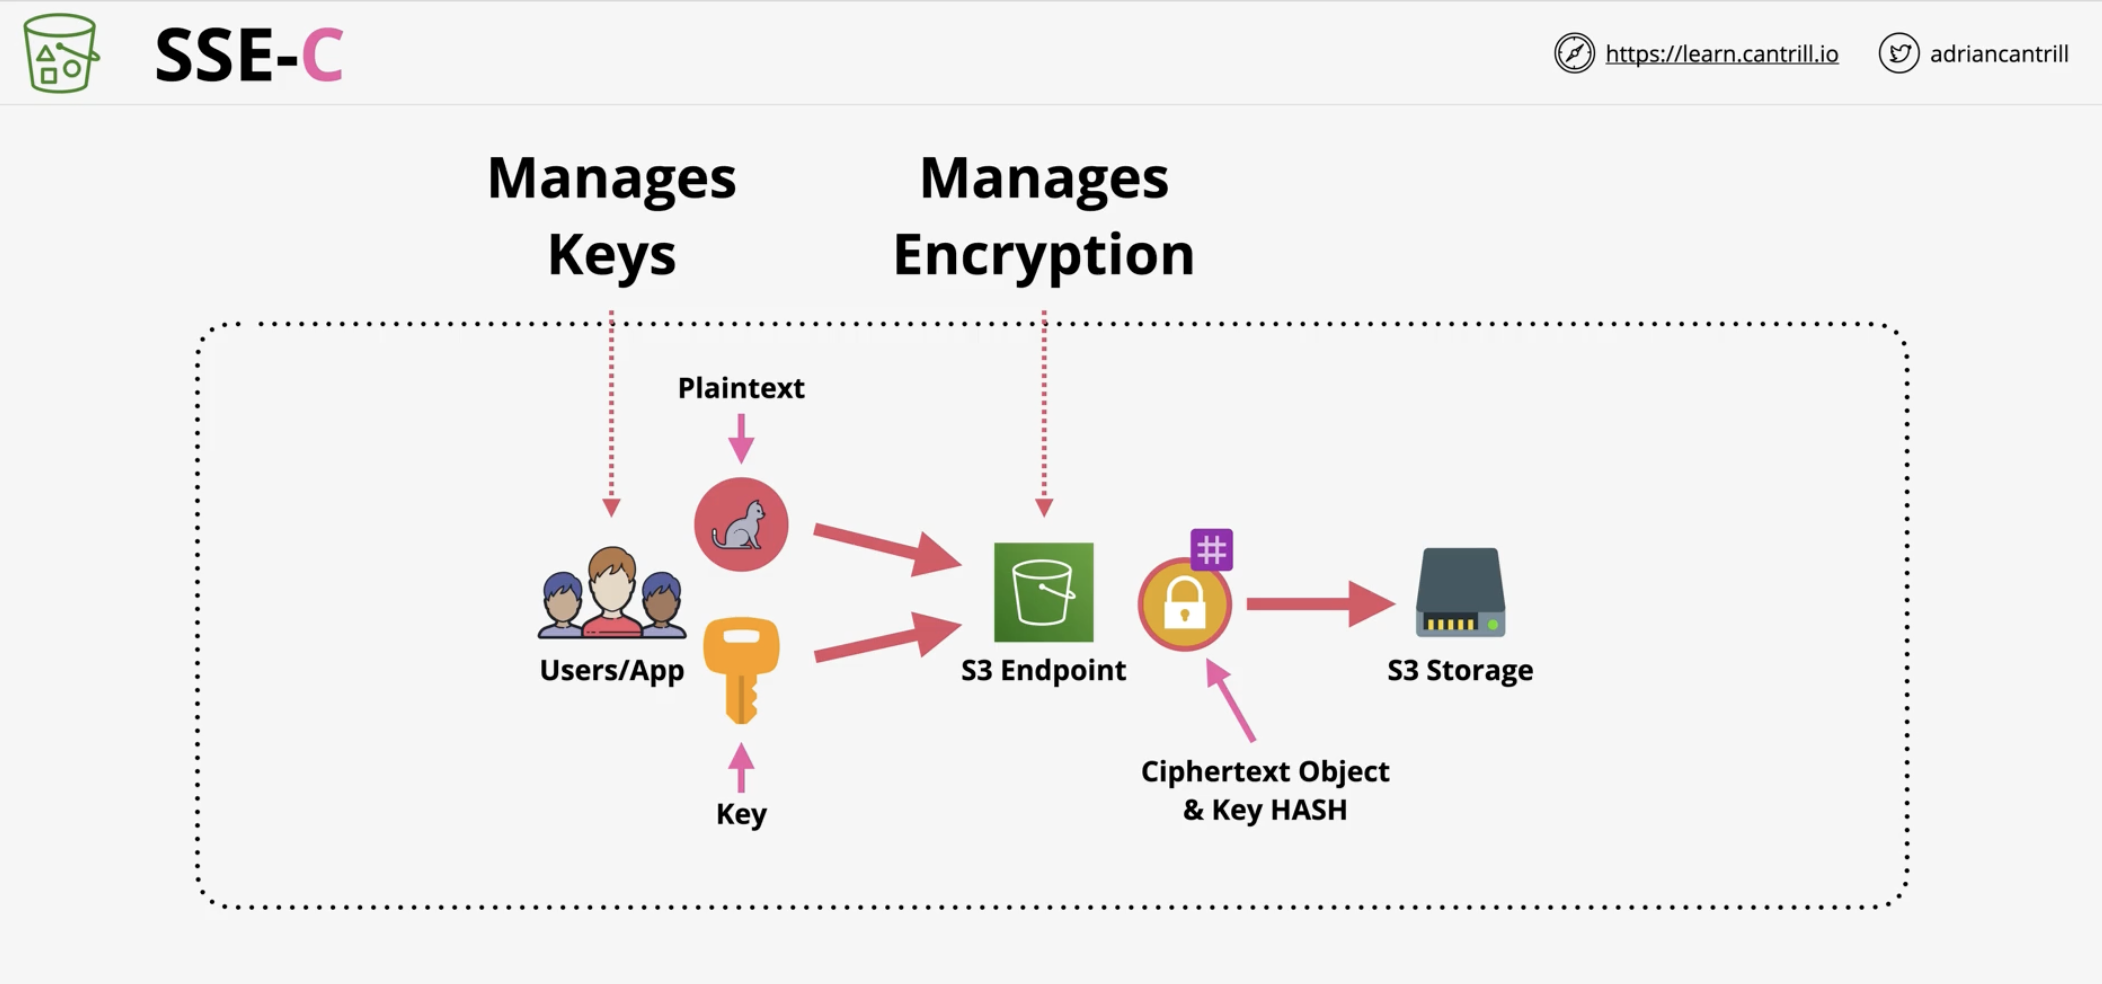 SSE-C
https://learn.cantrill.io
adriancantrill
Manages
Keys
Manages
Encryption
Plaintext
Users/App
Key
S3 Endpoint
#
Ciphertext Object
& Key HASH
S3 Storage